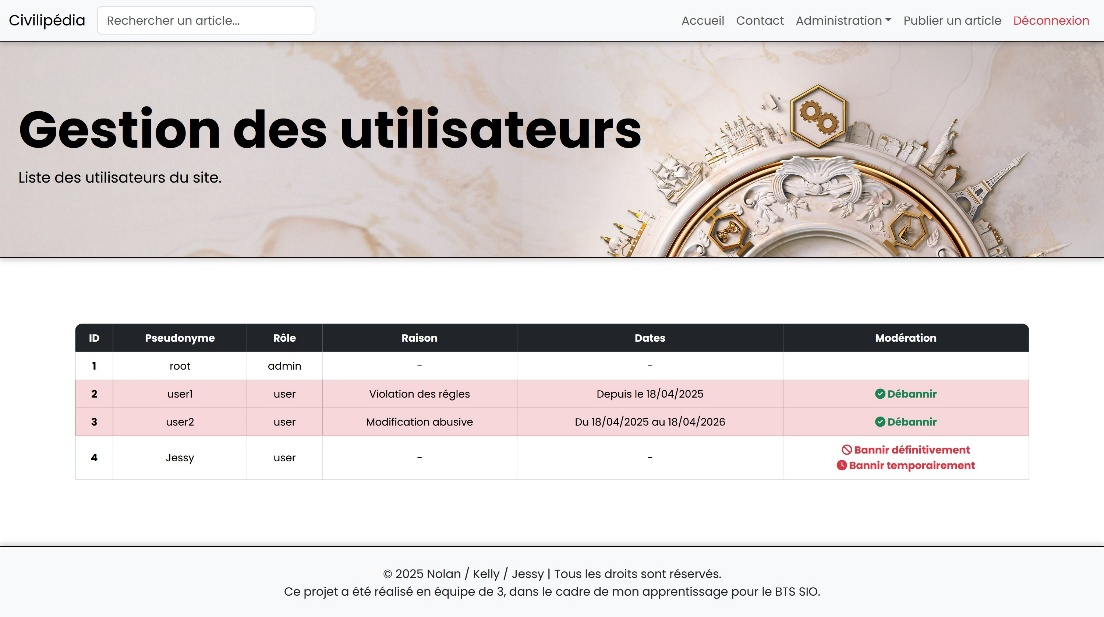 Civilipédia Rechercher un article... Accueil Contact Administration Publier un article Déconnexion
Gestion des utilisateurs
Liste des utilisateurs du site.
ID Pseudonyme Rôle Raison Dates Modération
1 root admin - -
2 user1 user Violation des régles Depuis le 18/04/2025 Débannir
3 user2 user Modification abusive Du 18/04/2025 au 18/04/2026 Débannir
4 Jessy user - - Bannir définitivement
Bannir temporairement
© 2025 Nolan / Kelly / Jessy | Tous les droits sont réservés.
Ce projet a été réalisé en équipe de 3, dans le cadre de mon apprentissage pour le BTS SIO.